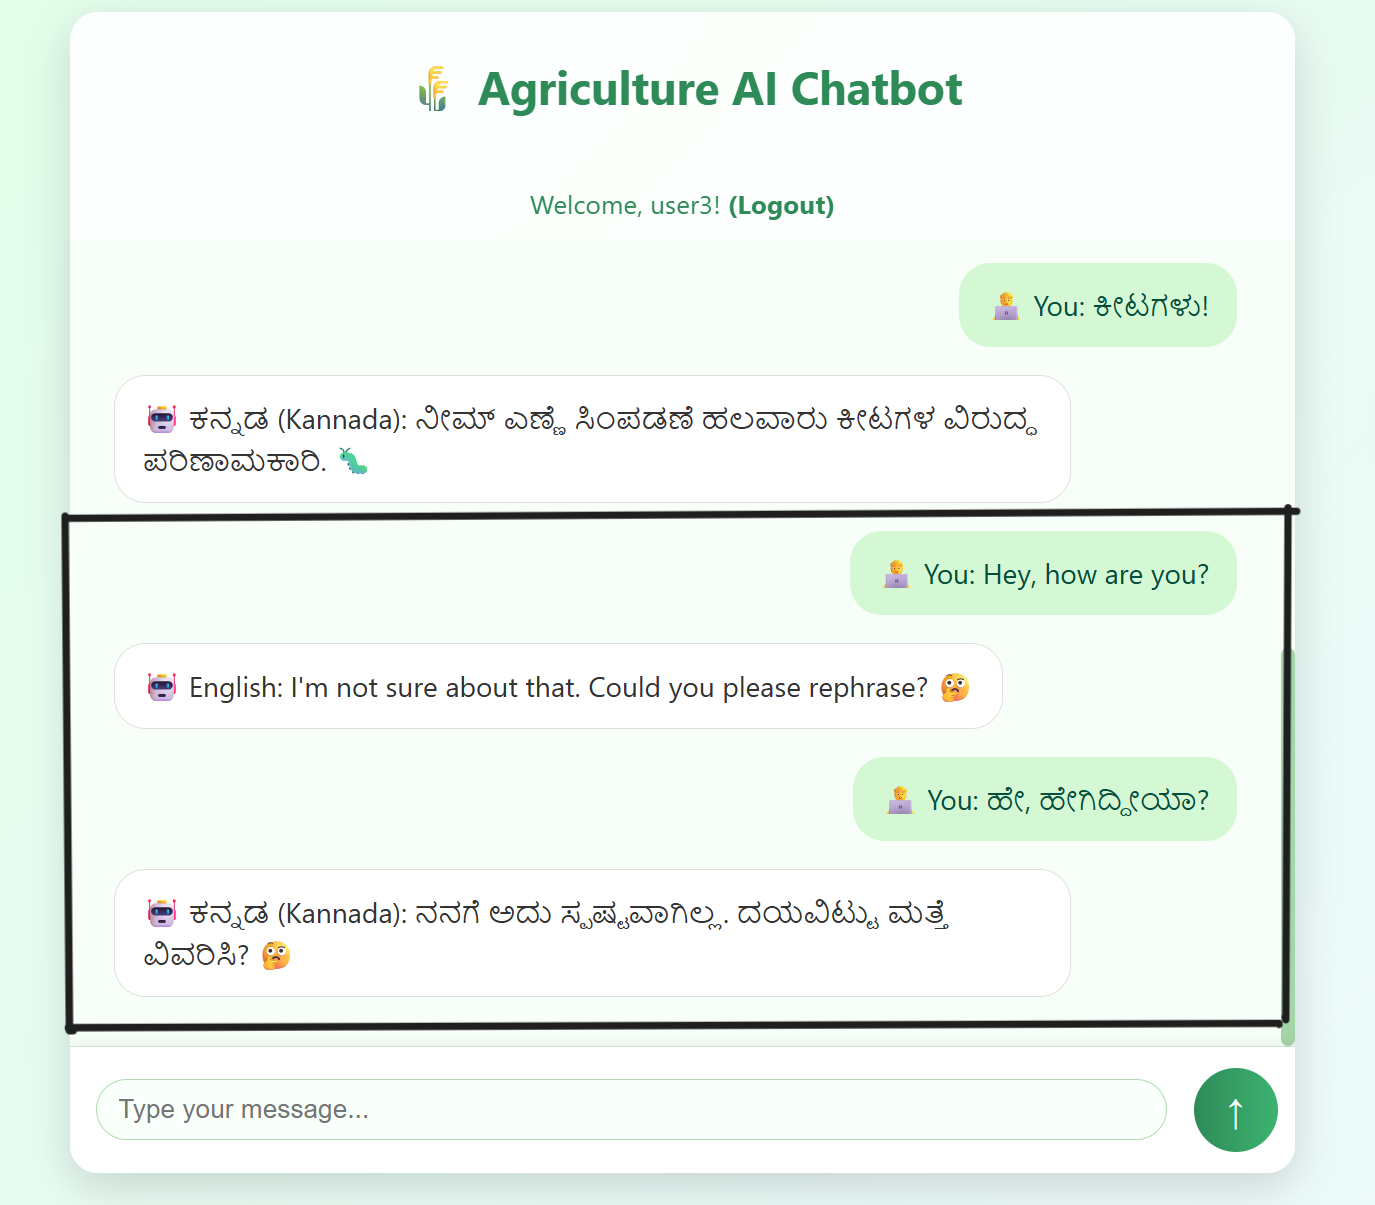 Agriculture AI Chatbot
Welcome, user3! (Logout)
You: ಕೀಟಗಳು!
ಕನ್ನಡ (Kannada): ನೀಮ್ ಎಣ್ಣೆ ಸಿಂಪಡಣೆ ಹಲವಾರು ಕೀಟಗಳ ವಿರುದ್ಧ
ಪರಿಣಾಮಕಾರಿ. 🐛
You: Hey, how are you?
English: I'm not sure about that. Could you please rephrase? 🤔
You: ಹೇ, ಹೇಗಿದ್ದೀಯಾ?
ಕನ್ನಡ (Kannada): ನನಗೆ ಅದು ಸ್ಪಷ್ಟವಾಗಿಲ್ಲ. ದಯವಿಟ್ಟು ಮತ್ತೆ
ವಿವರಿಸಿ? 🤔
Type your message...